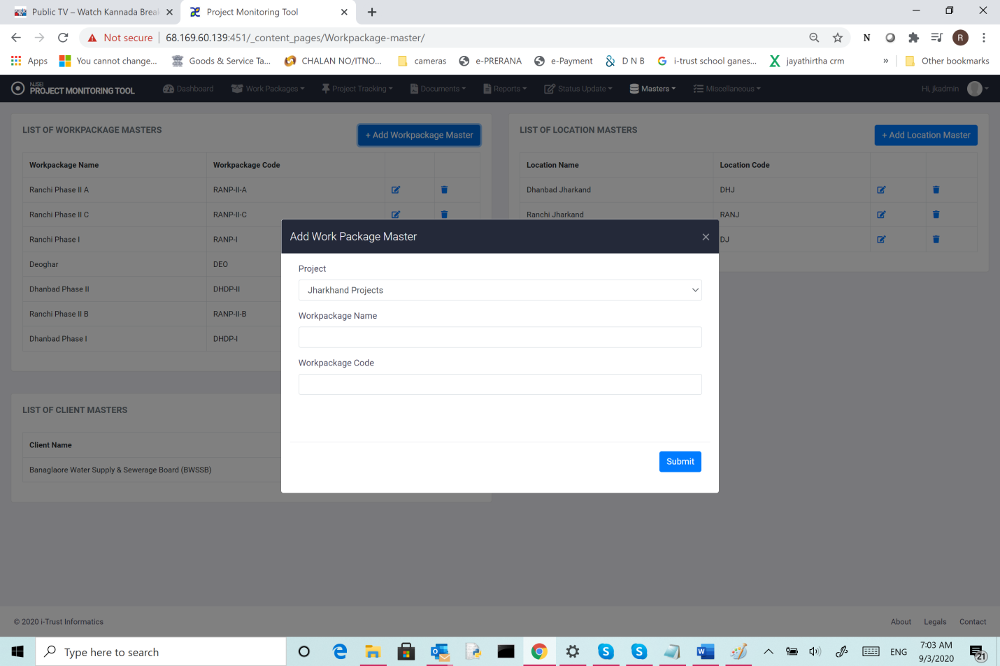 Public TV – Watch Kannada Brea
Project Monitoring Tool
Not secure
68.169.60.139:451/_content_pages/Workpackage-master/
N
R
Apps
You cannot change...
Goods & Service Ta...
CHALAN NO/ITNO...
cameras
e-PRERANA
e-Payment
D N B
i-trust school ganes...
jayathirtha crm
»
Other bookmarks
NJSEI
PROJECT MONITORING TOOL
Dashboard
Work Packages
Project Tracking
Documents
Reports
Status Update
Masters
Miscellaneous
Hi, jkadmin
LIST OF WORKPACKAGE MASTERS
+ Add Workpackage Master
Workpackage Name Workpackage Code
Ranchi Phase II A RANP-II-A
Ranchi Phase II C RANP-II-C
Ranchi Phase I RANP-I
Deoghar DEO
Dhanbad Phase II DHDP-II
Ranchi Phase II B RANP-II-B
Dhanbad Phase I DHDP-I
LIST OF LOCATION MASTERS
+ Add Location Master
Location Name Location Code
Dhanbad Jharkand DHJ
Ranchi Jharkand RANJ
DJ
Add Work Package Master
×
Project
Jharkhand Projects
Workpackage Name
Workpackage Code
Submit
LIST OF CLIENT MASTERS
Client Name
Banaglaore Water Supply & Sewerage Board (BWSSB)
© 2020 i-Trust Informatics
About Legals Contact
Type here to search
ENG
7:03 AM
9/3/2020
21